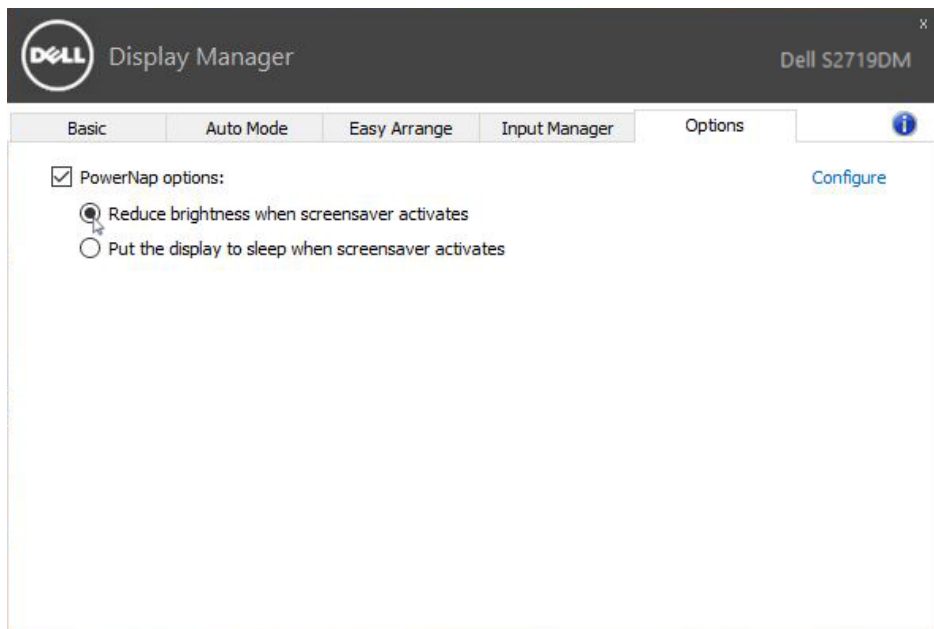 x
DELL Display Manager
Dell S2719DM
Basic Auto Mode Easy Arrange Input Manager Options i
PowerNap options: Configure
Reduce brightness when screensaver activates
Put the display to sleep when screensaver activates